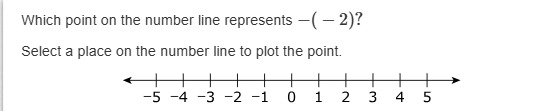 Which point on the number line represents −(− 2)?
Select a place on the number line to plot the point.
−5 −4 −3 −2 −1 0 1 2 3 4 5